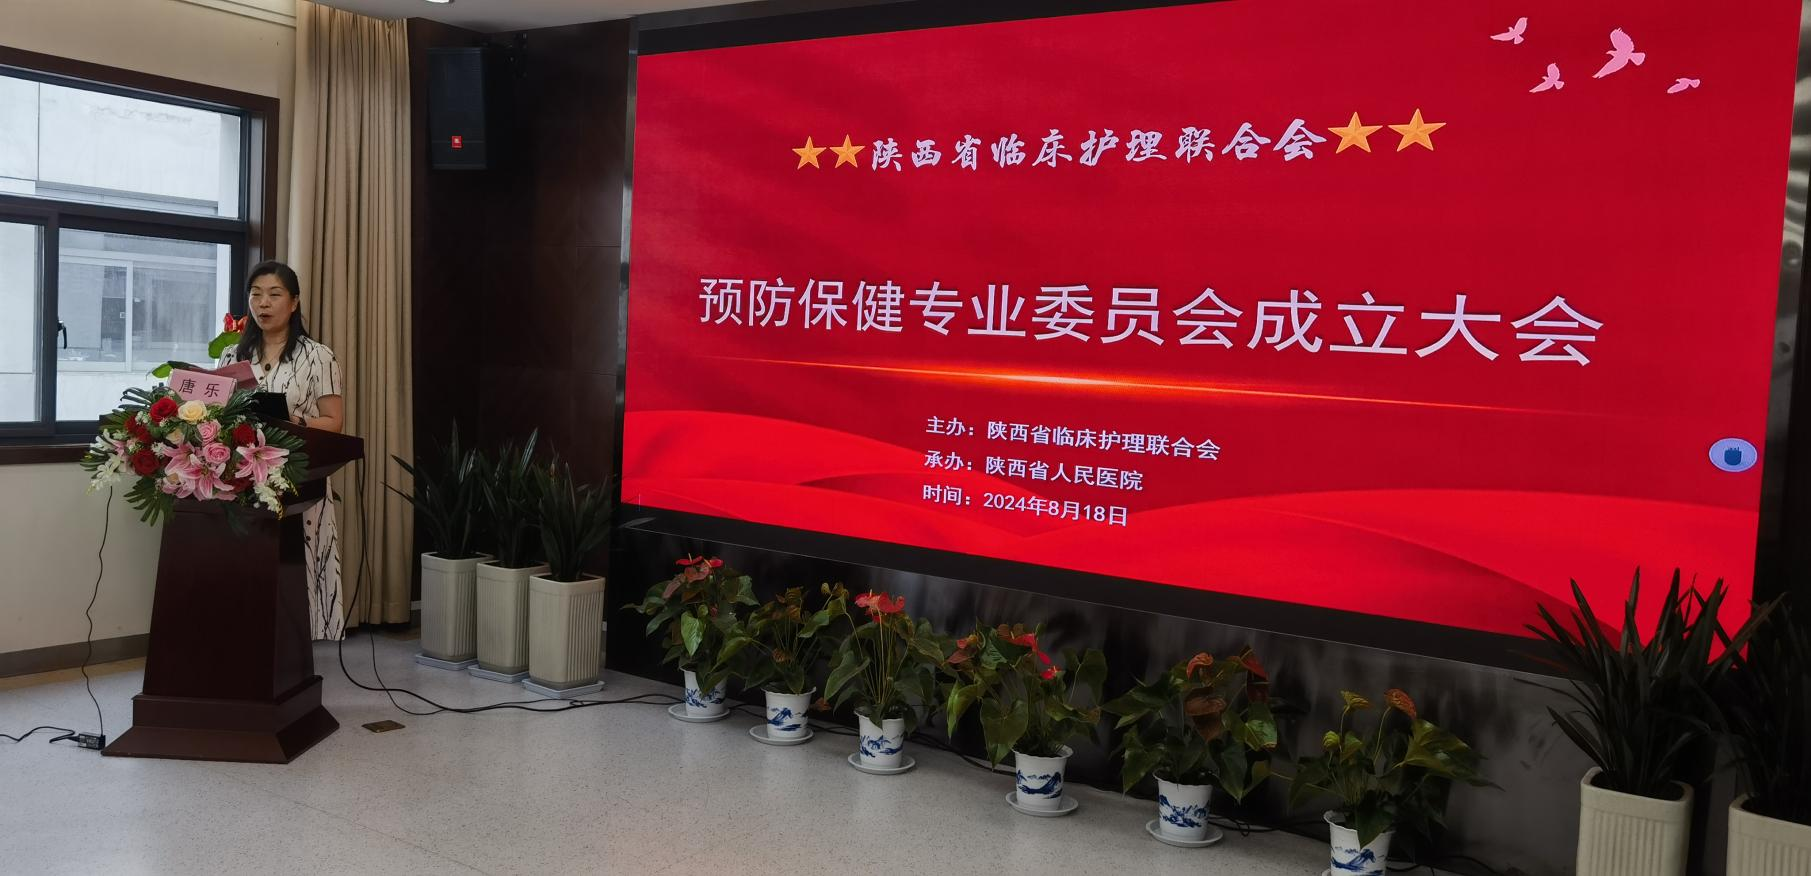 ★★陕西省临床护理联合会★★
预防保健专业委员会成立大会
主办：陕西省临床护理联合会
承办：陕西省人民医院
时间：2024年8月18日
唐 乐